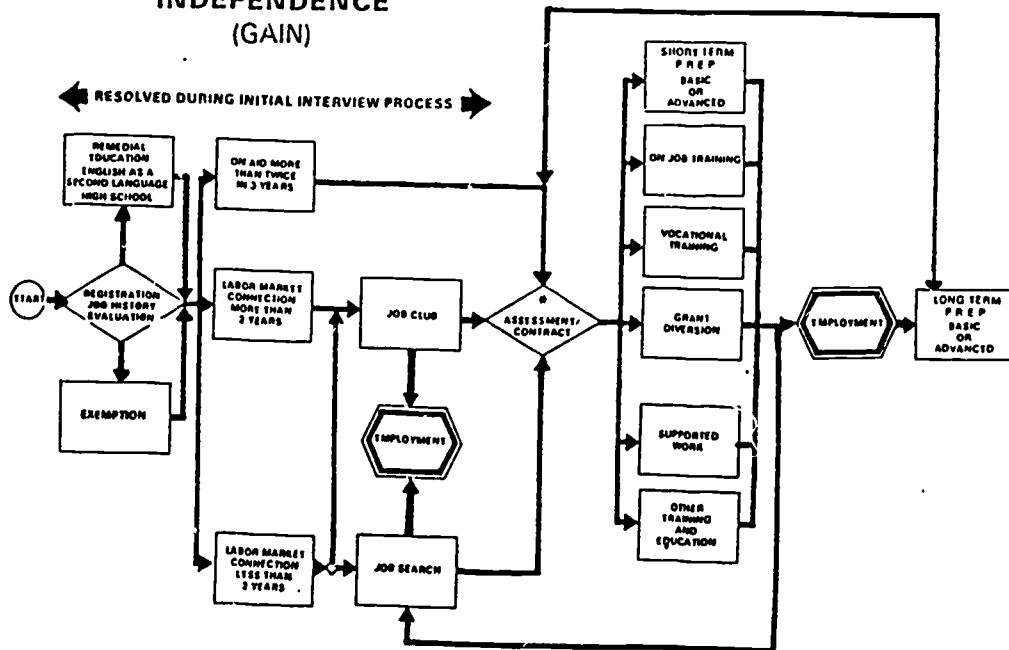 INDEPENDENCE
(GAIN)
RESOLVED DURING INITIAL INTERVIEW PROCESS
REMEDIAL
EDUCATION
ENGLISH AS A
SECOND LANGUAGE
HIGH SCHOOL
START
REGISTRATION
JOB HISTORY
EVALUATION
EXEMPTION
ON AID MORE
THAN TWICE
IN 3 YEARS
LABOR MARKET
CONNECTION
MORE THAN
2 YEARS
LABOR MARKET
CONNECTION
LESS THAN
2 YEARS
JOB CLUB
EMPLOYMENT
JOB SEARCH
*
ASSESSMENT/
CONTRACT
SHORT TERM
P R E P
BASIC
OR
ADVANCED
ON JOB TRAINING
VOCATIONAL
TRAINING
GRANT
DIVERSION
SUPPORTED
WORK
OTHER
TRAINING
AND
EDUCATION
EMPLOYMENT
LONG TERM
P R E P
BASIC
OR
ADVANCED